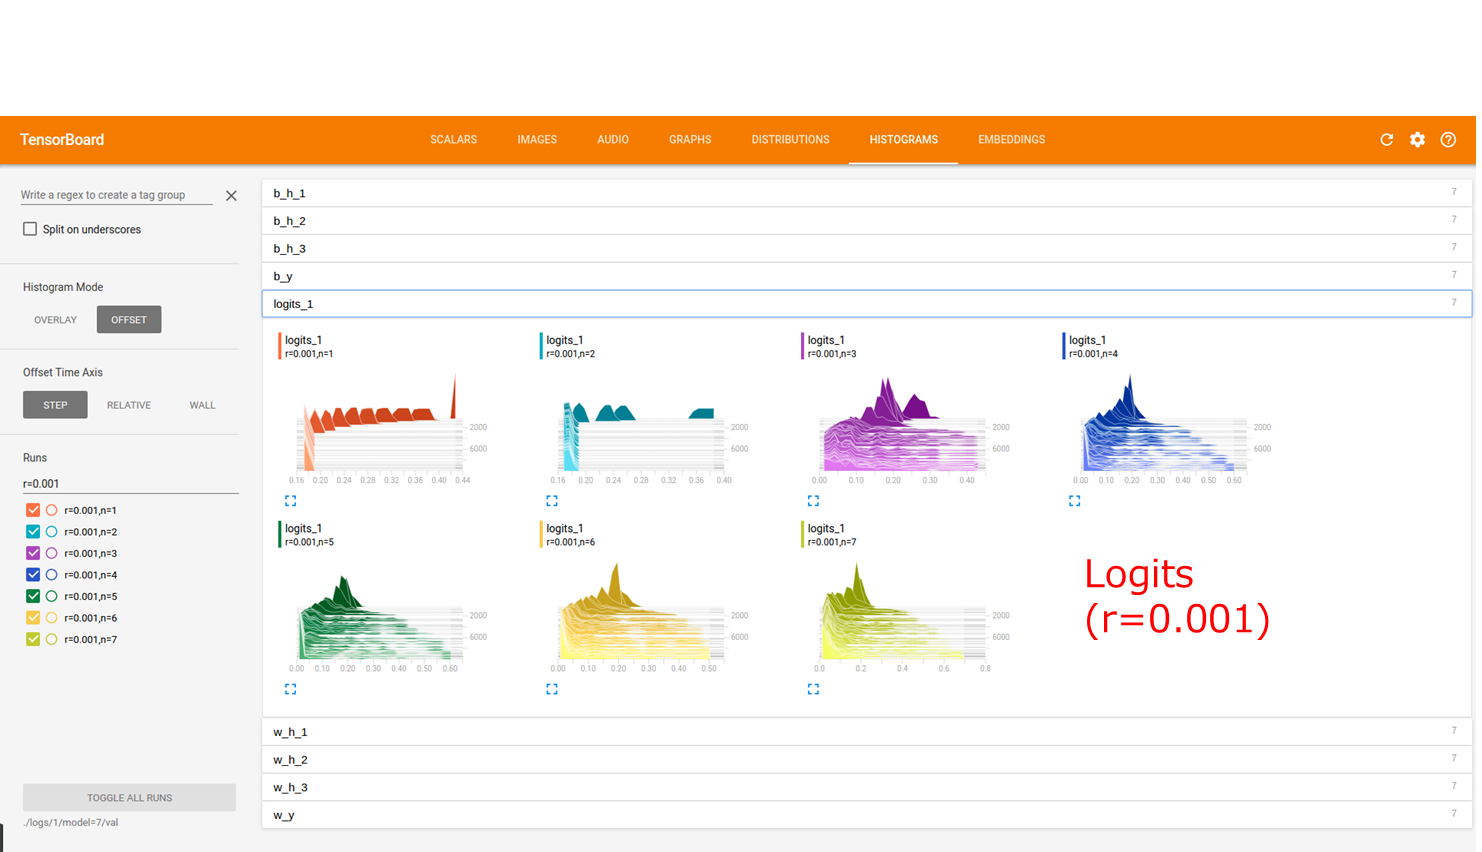 TensorBoard
SCALARS IMAGES AUDIO GRAPHS DISTRIBUTIONS HISTOGRAMS EMBEDDINGS
Write a regex to create a tag group
Split on underscores
Histogram Mode
OVERLAY OFFSET
Offset Time Axis
STEP RELATIVE WALL
Runs
r=0.001
r=0.001,n=1
r=0.001,n=2
r=0.001,n=3
r=0.001,n=4
r=0.001,n=5
r=0.001,n=6
r=0.001,n=7
TOGGLE ALL RUNS
./logs/1/model=7/val
b_h_1 7
b_h_2 7
b_h_3 7
b_y 7
logits_1 7
logits_1
r=0.001,n=1
2000
6000
0.16 0.20 0.24 0.28 0.32 0.36 0.40 0.44
logits_1
r=0.001,n=2
2000
6000
0.16 0.20 0.24 0.28 0.32 0.36 0.40
logits_1
r=0.001,n=3
2000
6000
0.00 0.10 0.20 0.30 0.40
logits_1
r=0.001,n=4
2000
6000
0.00 0.10 0.20 0.30 0.40 0.50 0.60
logits_1
r=0.001,n=5
2000
6000
0.00 0.10 0.20 0.30 0.40 0.50 0.60
logits_1
r=0.001,n=6
2000
6000
0.00 0.10 0.20 0.30 0.40 0.50
logits_1
r=0.001,n=7
2000
6000
0.0 0.2 0.4 0.6 0.8
Logits
(r=0.001)
w_h_1 7
w_h_2 7
w_h_3 7
w_y 7